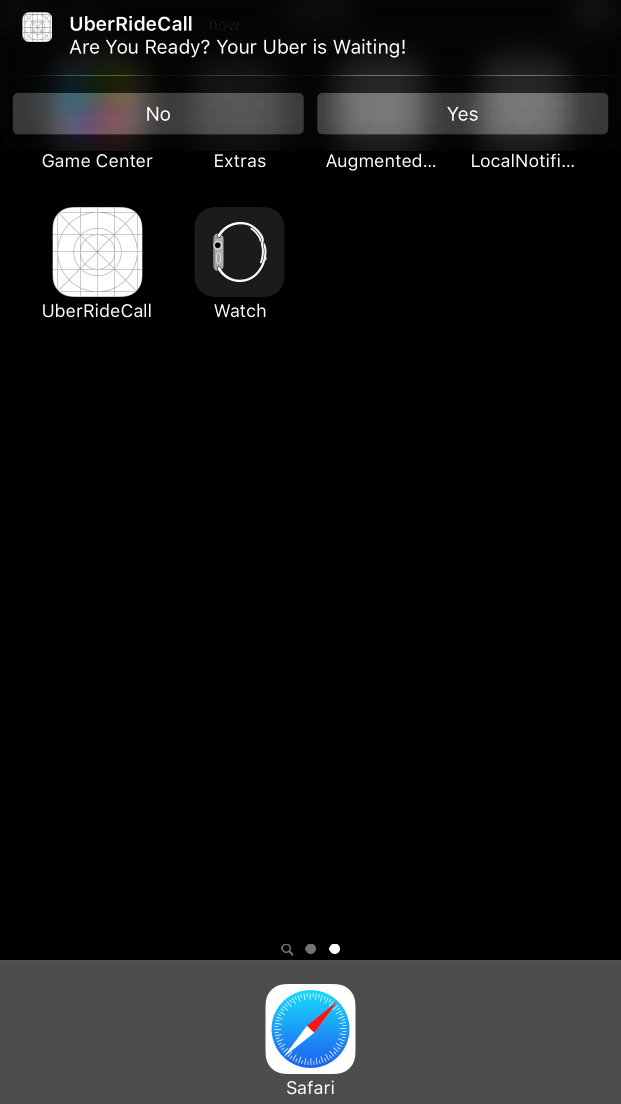 UberRideCall now
Are You Ready? Your Uber is Waiting!
No Yes
Game Center Extras Augmented... LocalNotifi...
UberRideCall Watch
Safari